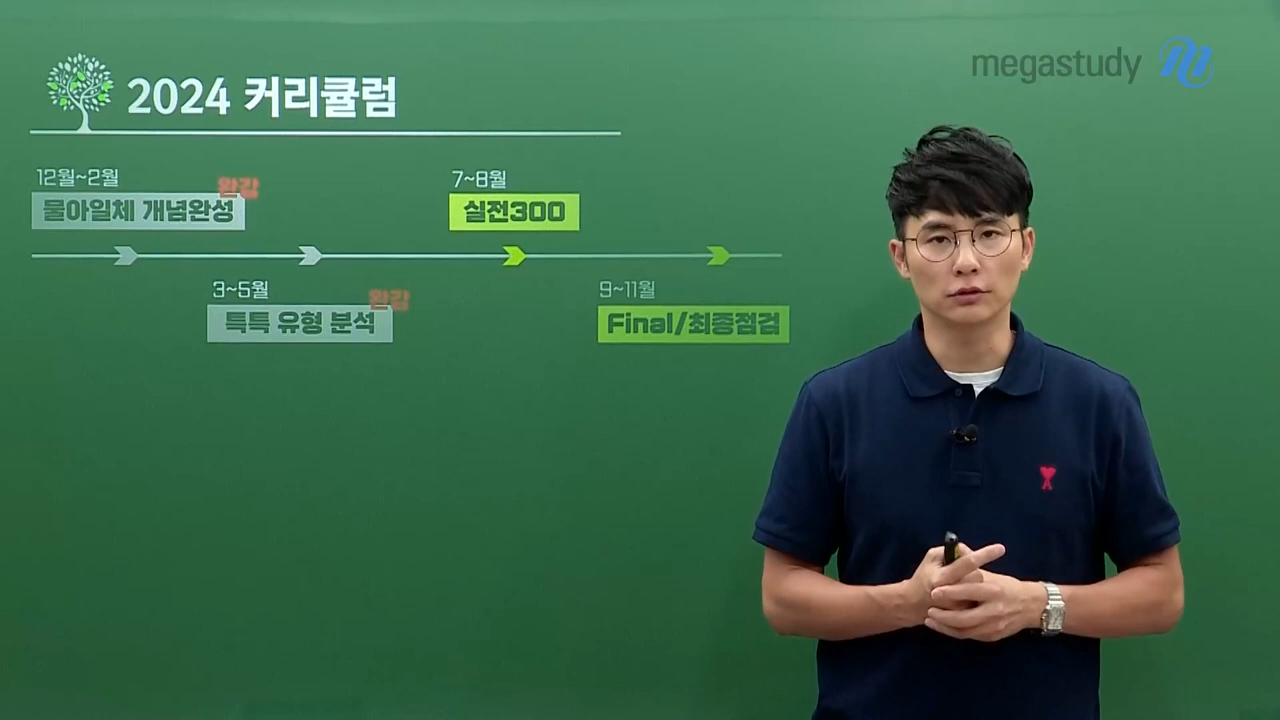 megastudy
2024 커리큘럼
12월~2월
완강
물아일체 개념완성
7~8월
실전300
3~5월
완강
특특 유형 분석
9~11월
Final/최종점검